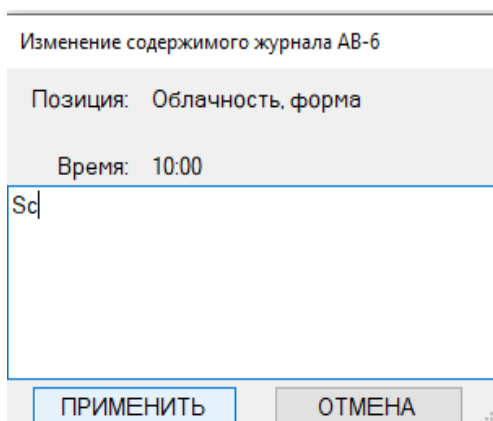 Изменение содержимого журнала АВ-6
Позиция: Облачность, форма
Время: 10:00
Sc
ПРИМЕНИТЬ ОТМЕНА